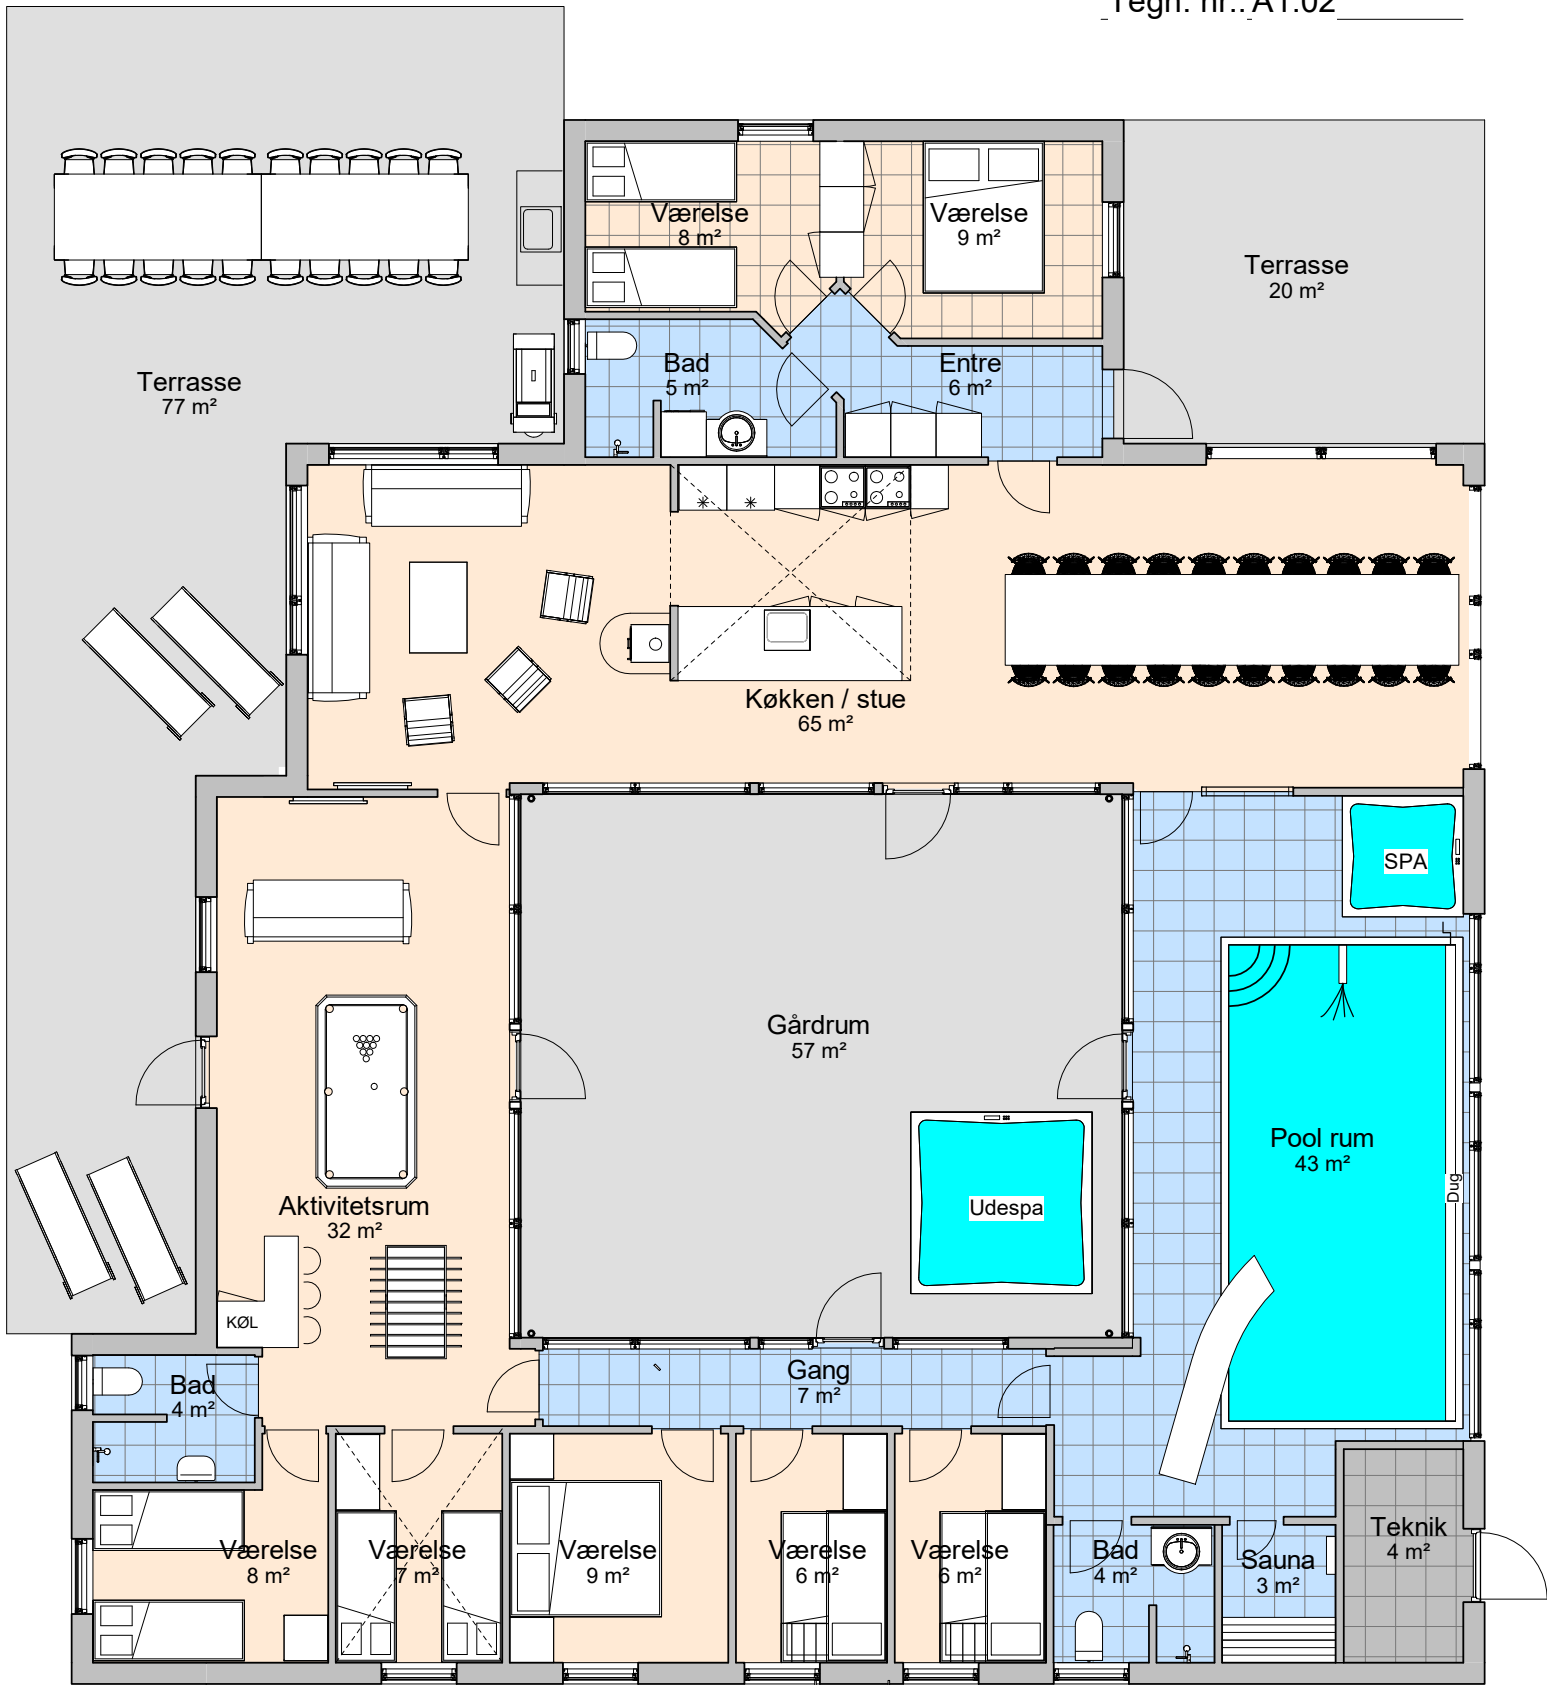 Tegn. nr.: A1.02
Værelse
8 m²
Værelse
9 m²
Terrasse
20 m²
Terrasse
77 m²
Bad
5 m²
Entre
6 m²
Køkken / stue
65 m²
SPA
Gårdrum
57 m²
Pool rum
43 m²
Dug
Aktivitetsrum
32 m²
Udespa
KØL
Gang
7 m²
Bad
4 m²
Værelse
8 m²
Værelse
7 m²
Værelse
9 m²
Værelse
6 m²
Værelse
6 m²
Bad
4 m²
Sauna
3 m²
Teknik
4 m²